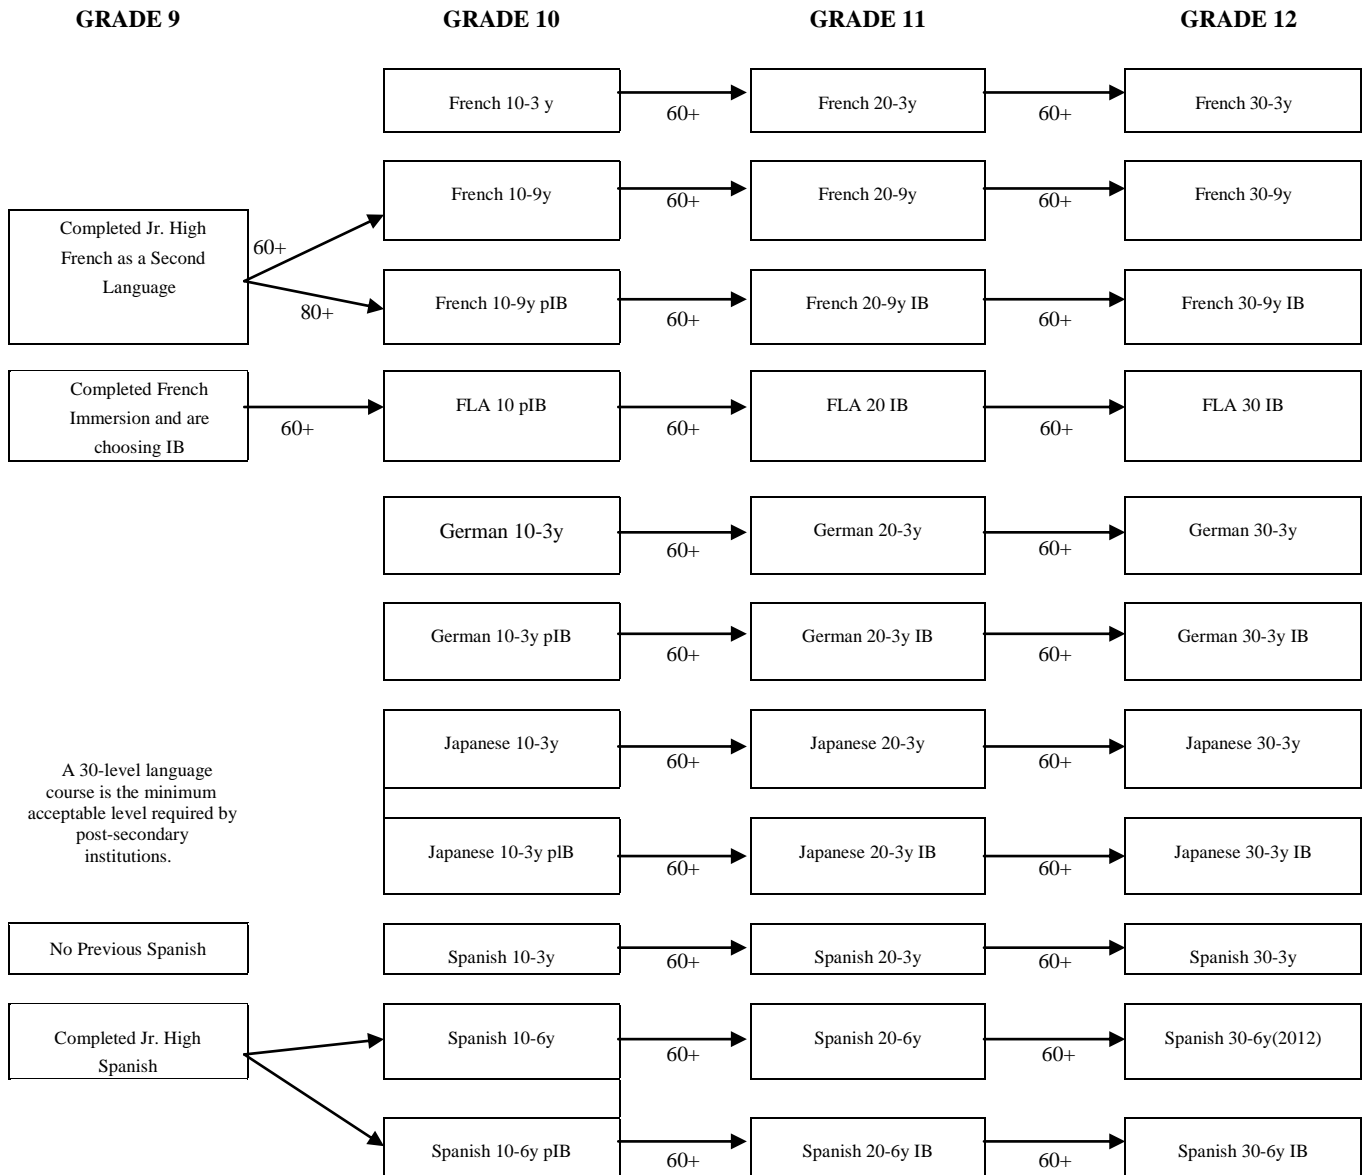 GRADE 9 GRADE 10 GRADE 11 GRADE 12
French 10-3 y 60+ French 20-3y 60+ French 30-3y
Completed Jr. High
French as a Second
Language
60+
80+
French 10-9y 60+ French 20-9y 60+ French 30-9y
French 10-9y pIB 60+ French 20-9y IB 60+ French 30-9y IB
Completed French
Immersion and are
choosing IB
60+
FLA 10 pIB 60+ FLA 20 IB 60+ FLA 30 IB
German 10-3y 60+ German 20-3y 60+ German 30-3y
German 10-3y pIB 60+ German 20-3y IB 60+ German 30-3y IB
Japanese 10-3y 60+ Japanese 20-3y 60+ Japanese 30-3y
A 30-level language
course is the minimum
acceptable level required by
post-secondary
institutions.
Japanese 10-3y pIB 60+ Japanese 20-3y IB 60+ Japanese 30-3y IB
No Previous Spanish
Spanish 10-3y 60+ Spanish 20-3y 60+ Spanish 30-3y
Completed Jr. High
Spanish
Spanish 10-6y 60+ Spanish 20-6y 60+ Spanish 30-6y(2012)
Spanish 10-6y pIB 60+ Spanish 20-6y IB 60+ Spanish 30-6y IB